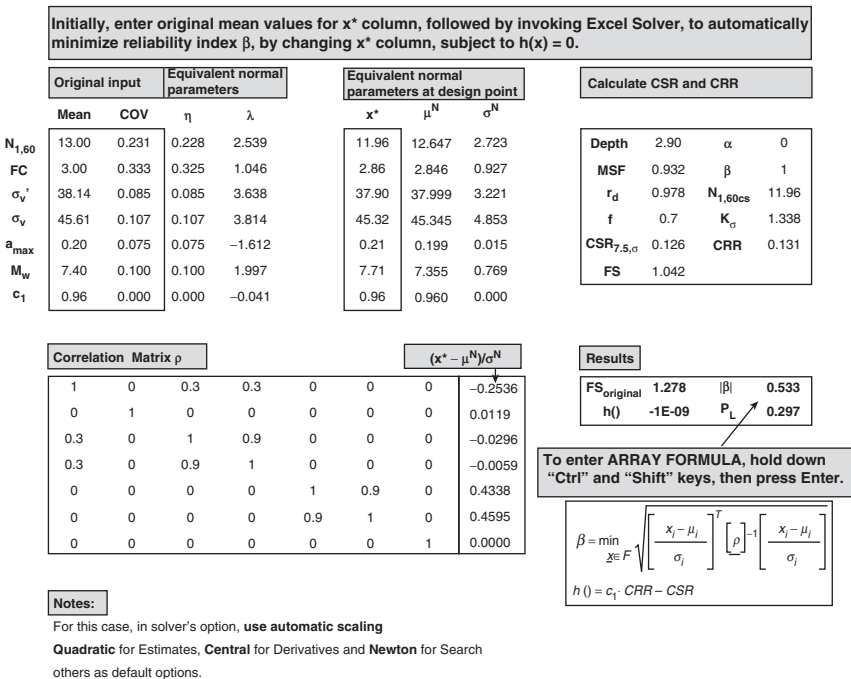 Initially, enter original mean values for x* column, followed by invoking Excel Solver, to automatically
minimize reliability index β, by changing x* column, subject to h(x) = 0.
Original input
Equivalent normal
parameters
Equivalent normal
parameters at design point
Calculate CSR and CRR
Mean COV η λ x* μᴺ σᴺ
N1,60 13.00 0.231 0.228 2.539 11.96 12.647 2.723
FC 3.00 0.333 0.325 1.046 2.86 2.846 0.927
σv' 38.14 0.085 0.085 3.638 37.90 37.999 3.221
σv 45.61 0.107 0.107 3.814 45.32 45.345 4.853
amax 0.20 0.075 0.075 −1.612 0.21 0.199 0.015
Mw 7.40 0.100 0.100 1.997 7.71 7.355 0.769
c1 0.96 0.000 0.000 −0.041 0.96 0.960 0.000
Depth 2.90 α 0
MSF 0.932 β 1
rd 0.978 N1,60cs 11.96
f 0.7 Kσ 1.338
CSR7.5,σ 0.126 CRR 0.131
FS 1.042
Correlation Matrix ρ
(x* − μᴺ)/σᴺ
1 0 0.3 0.3 0 0 0 −0.2536
0 1 0 0 0 0 0 0.0119
0.3 0 1 0.9 0 0 0 −0.0296
0.3 0 0.9 1 0 0 0 −0.0059
0 0 0 0 1 0.9 0 0.4338
0 0 0 0 0.9 1 0 0.4595
0 0 0 0 0 0 1 0.0000
Results
FSoriginal 1.278 |β| 0.533
h() -1E-09 PL 0.297
To enter ARRAY FORMULA, hold down
“Ctrl” and “Shift” keys, then press Enter.
β = min x∈F √[(xi − μi)/σi]ᵀ [ρ]⁻¹ [(xi − μi)/σi]
h () = c1· CRR – CSR
Notes:
For this case, in solver's option, use automatic scaling
Quadratic for Estimates, Central for Derivatives and Newton for Search
others as default options.